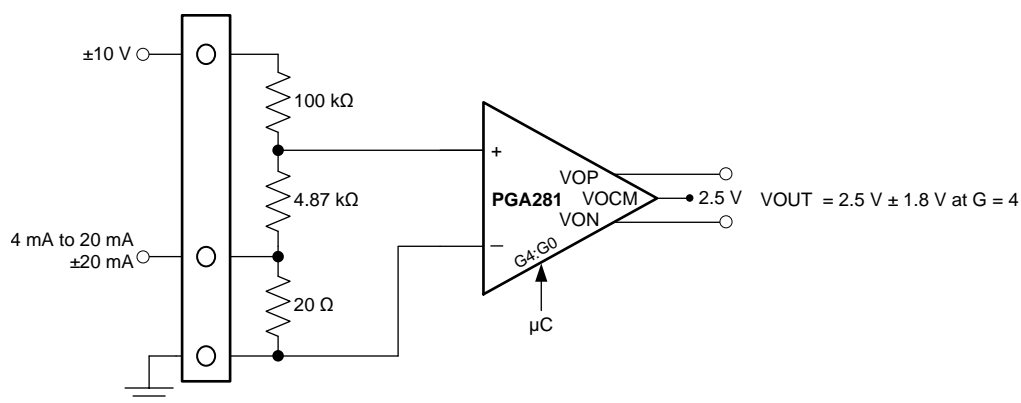 ±10 V
100 kΩ
+
VOP
PGA281 VOCM 2.5 V VOUT = 2.5 V ± 1.8 V at G = 4
4.87 kΩ
VON
4 mA to 20 mA
±20 mA
–
G4:G0
20 Ω
µC